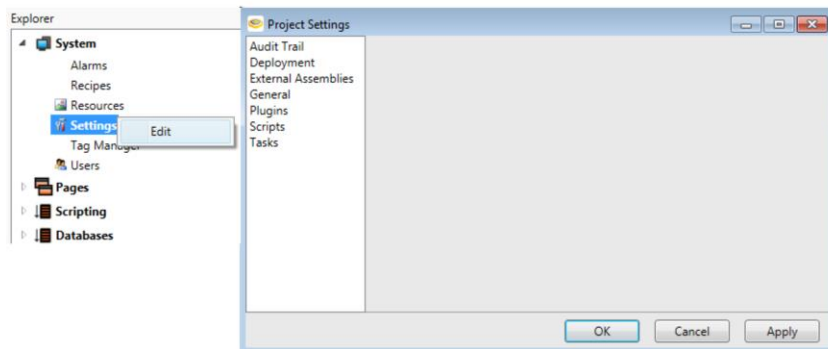 Explorer
System
Alarms
Recipes
Resources
Settings
Edit
Tag Manager
Users
Pages
Scripting
Databases
Project Settings
Audit Trail
Deployment
External Assemblies
General
Plugins
Scripts
Tasks
OK Cancel Apply